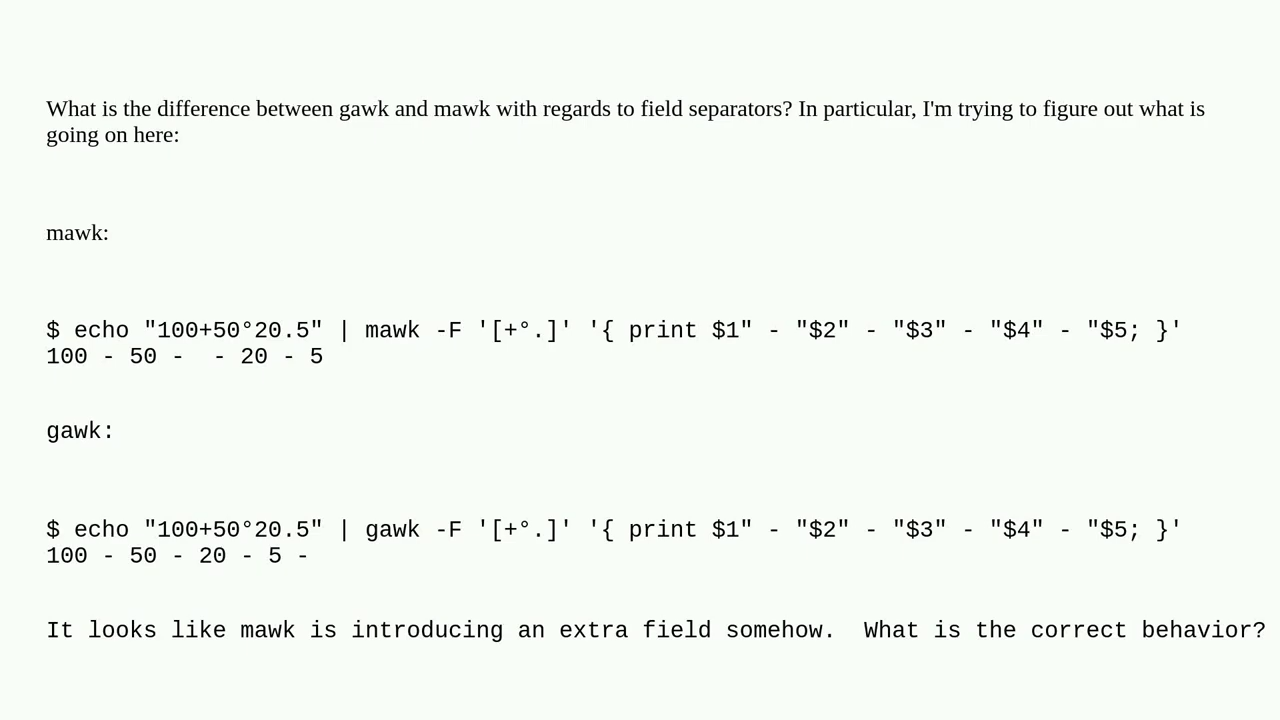 What is the difference between gawk and mawk with regards to field separators? In particular, I'm trying to figure out what is
going on here:
mawk:
$ echo "100+50°20.5" | mawk -F '[+°.]' '{ print $1" - "$2" - "$3" - "$4" - "$5; }'
100 - 50 -  - 20 - 5
gawk:
$ echo "100+50°20.5" | gawk -F '[+°.]' '{ print $1" - "$2" - "$3" - "$4" - "$5; }'
100 - 50 - 20 - 5 -
It looks like mawk is introducing an extra field somehow.  What is the correct behavior?